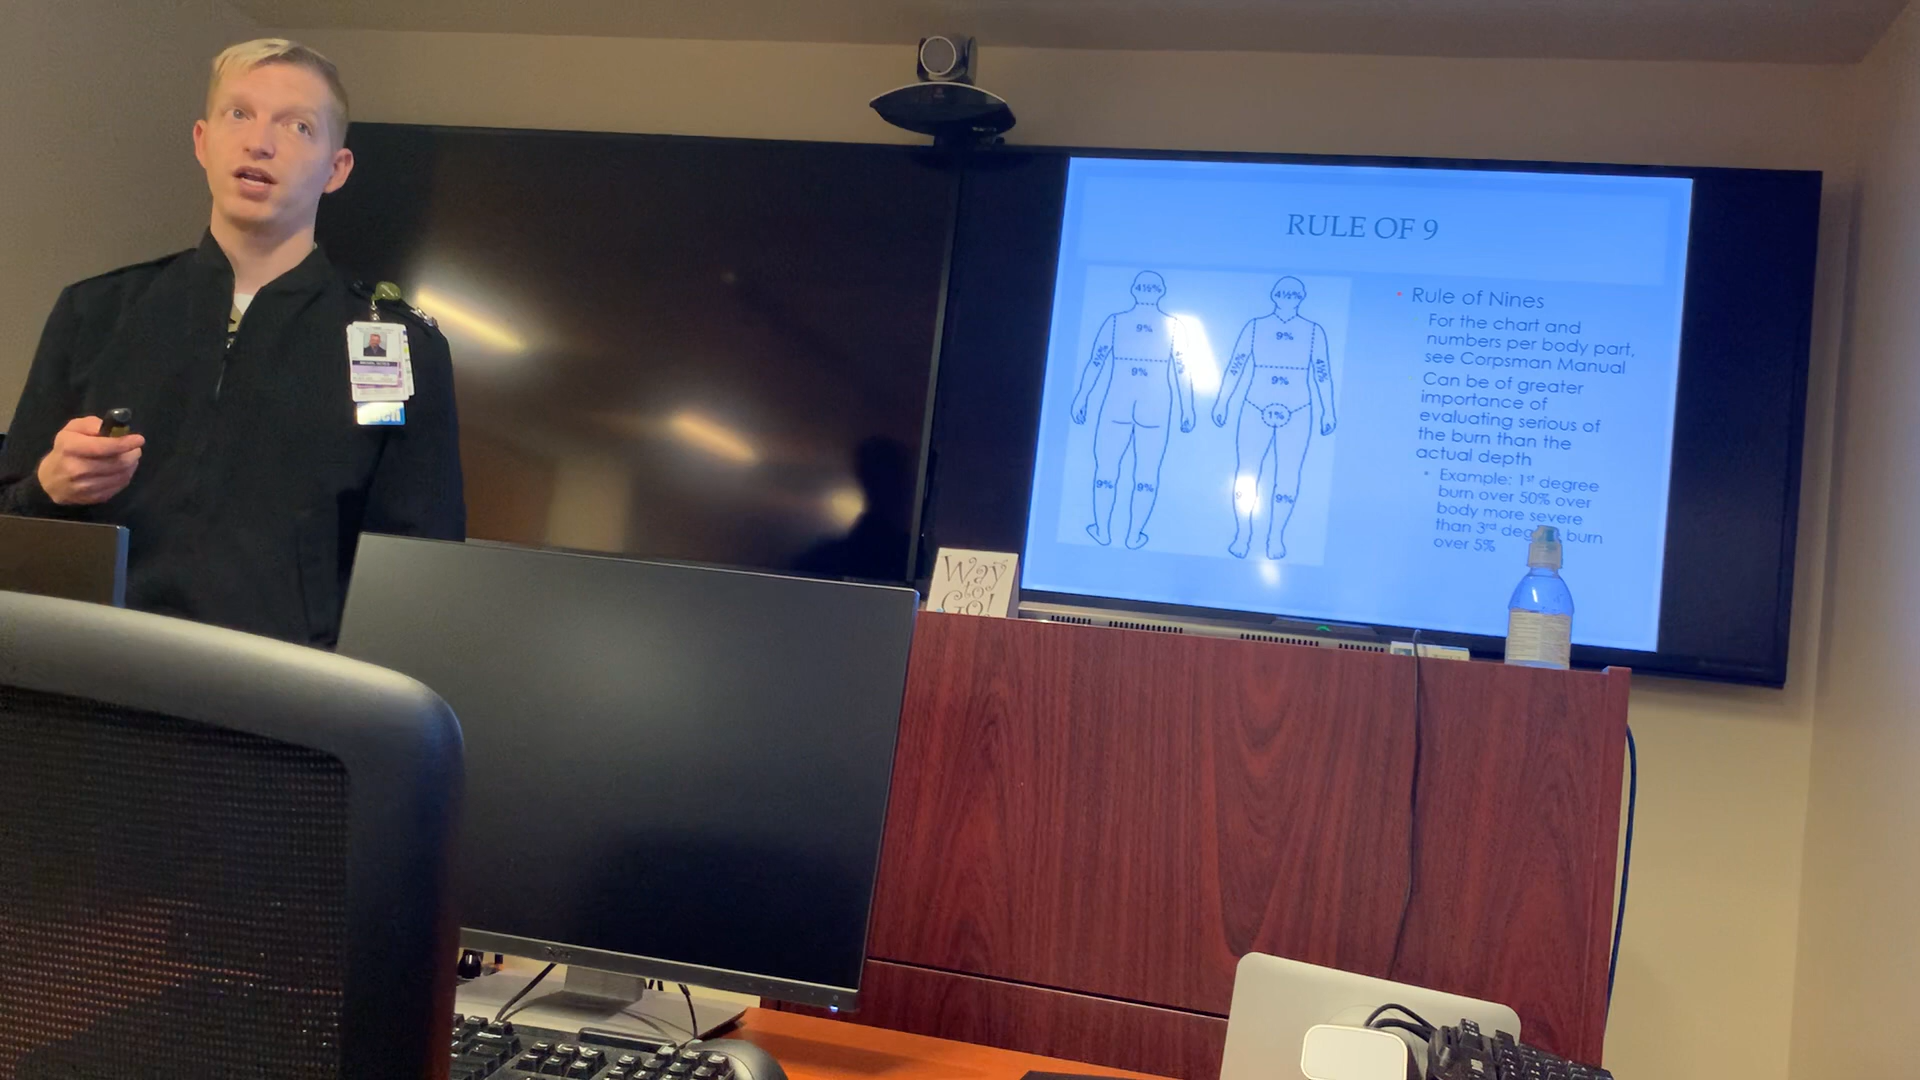 RULE OF 9
4½%
4½%
9%
9%
4½%
4½%
4½%
9%
9%
1%
9%
9%
9
9%
• Rule of Nines
For the chart and
numbers per body part,
see Corpsman Manual
Can be of greater
importance of
evaluating serious of
the burn than the
actual depth
• Example: 1st degree
burn over 50% over
body more severe
than 3rd burn
over 5%
Way
to
GO!